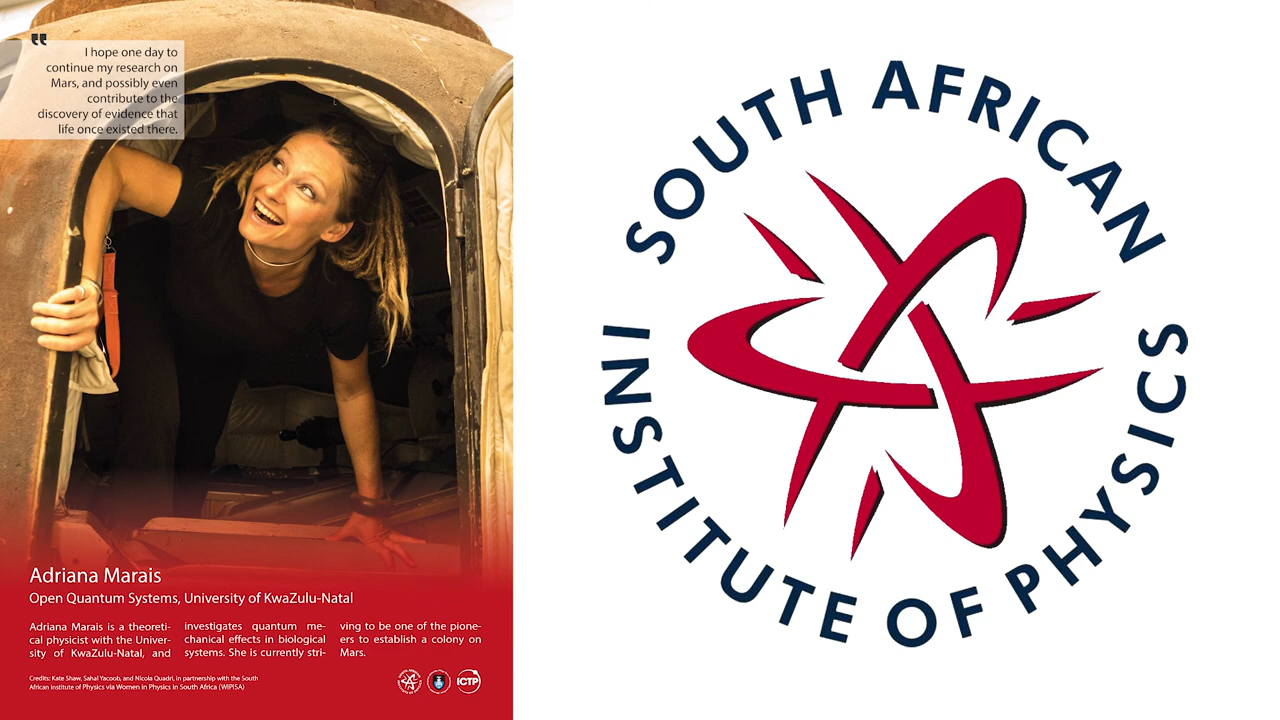 "
I hope one day to
continue my research on
Mars, and possibly even
contribute to the
discovery of evidence that
life once existed there.
Adriana Marais
Open Quantum Systems, University of KwaZulu-Natal
Adriana Marais is a theoreti-
cal physicist with the Univer-
sity of KwaZulu-Natal, and
investigates quantum me-
chanical effects in biological
systems. She is currently stri-
ving to be one of the pione-
ers to establish a colony on
Mars.
Credits: Kate Shaw, Sahal Yacoob, and Nicola Quadri, in partnership with the South
African Institute of Physics via Women in Physics in South Africa (WiPiSA)
ICTP
SOUTH AFRICAN
INSTITUTE OF PHYSICS